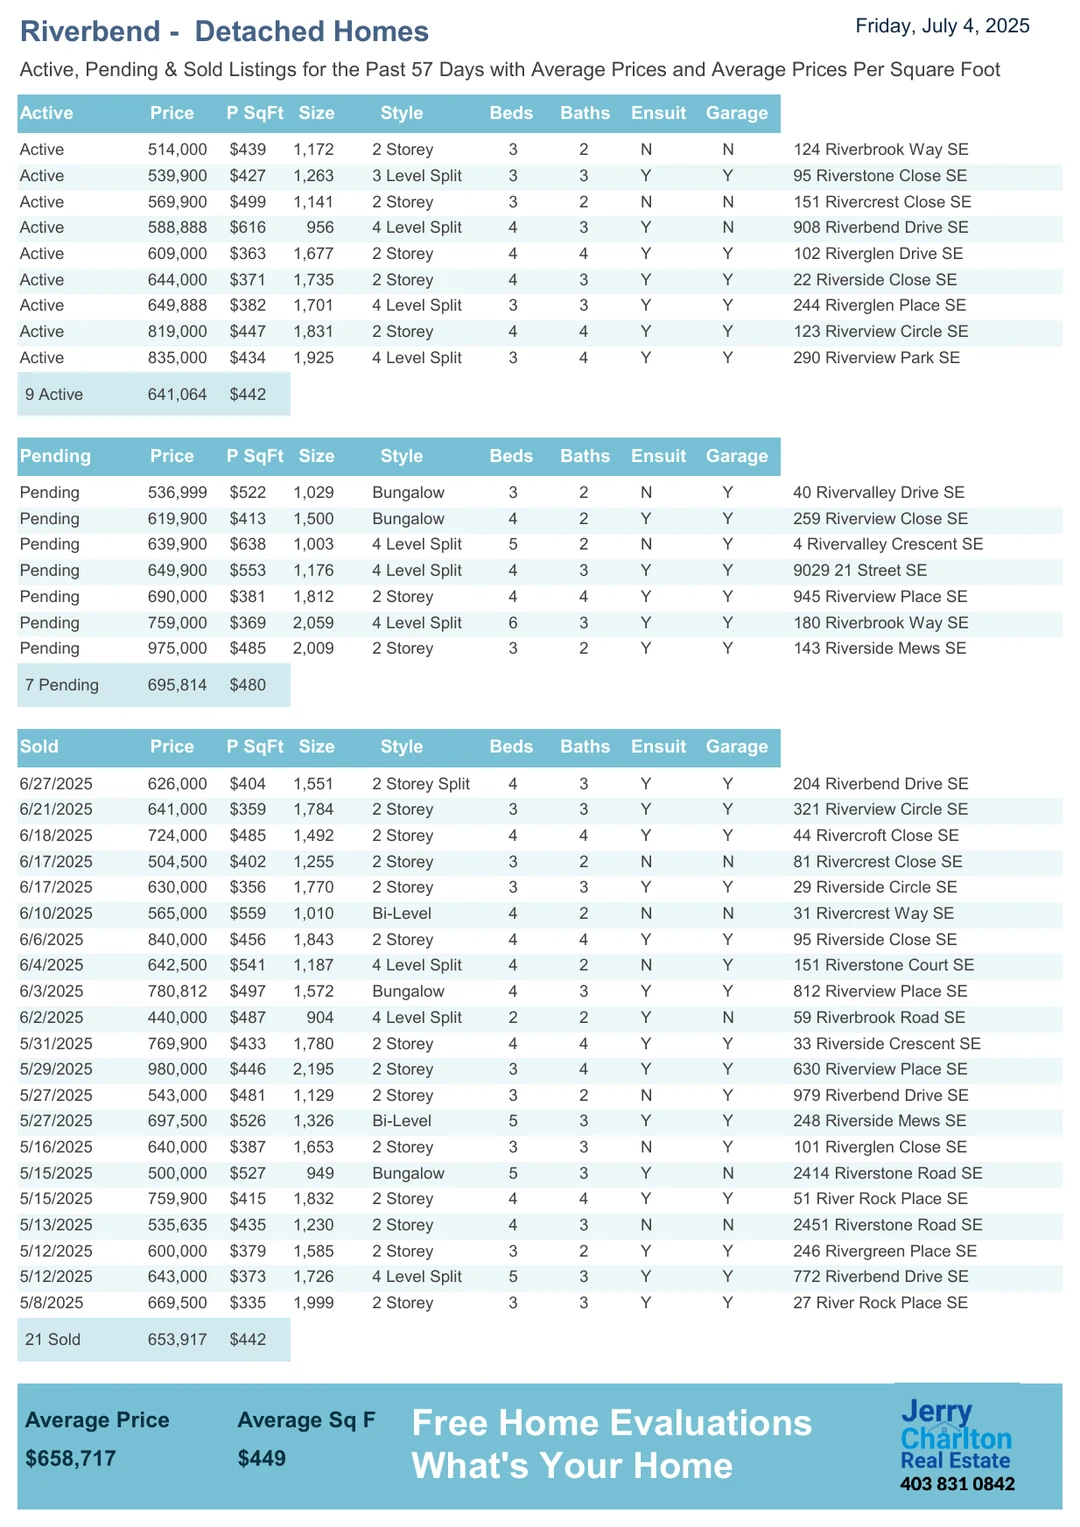 Riverbend - Detached Homes
Friday, July 4, 2025
Active, Pending & Sold Listings for the Past 57 Days with Average Prices and Average Prices Per Square Foot
Active Price P SqFt Size Style Beds Baths Ensuit Garage
Active 514,000 $439 1,172 2 Storey 3 2 N N 124 Riverbrook Way SE
Active 539,900 $427 1,263 3 Level Split 3 3 Y Y 95 Riverstone Close SE
Active 569,900 $499 1,141 2 Storey 3 2 N N 151 Rivercrest Close SE
Active 588,888 $616 956 4 Level Split 4 3 Y N 908 Riverbend Drive SE
Active 609,000 $363 1,677 2 Storey 4 4 Y Y 102 Riverglen Drive SE
Active 644,000 $371 1,735 2 Storey 4 3 Y Y 22 Riverside Close SE
Active 649,888 $382 1,701 4 Level Split 3 3 Y Y 244 Riverglen Place SE
Active 819,000 $447 1,831 2 Storey 4 4 Y Y 123 Riverview Circle SE
Active 835,000 $434 1,925 4 Level Split 3 4 Y Y 290 Riverview Park SE
9 Active 641,064 $442
Pending Price P SqFt Size Style Beds Baths Ensuit Garage
Pending 536,999 $522 1,029 Bungalow 3 2 N Y 40 Rivervalley Drive SE
Pending 619,900 $413 1,500 Bungalow 4 2 Y Y 259 Riverview Close SE
Pending 639,900 $638 1,003 4 Level Split 5 2 N Y 4 Rivervalley Crescent SE
Pending 649,900 $553 1,176 4 Level Split 4 3 Y Y 9029 21 Street SE
Pending 690,000 $381 1,812 2 Storey 4 4 Y Y 945 Riverview Place SE
Pending 759,000 $369 2,059 4 Level Split 6 3 Y Y 180 Riverbrook Way SE
Pending 975,000 $485 2,009 2 Storey 3 2 Y Y 143 Riverside Mews SE
7 Pending 695,814 $480
Sold Price P SqFt Size Style Beds Baths Ensuit Garage
6/27/2025 626,000 $404 1,551 2 Storey Split 4 3 Y Y 204 Riverbend Drive SE
6/21/2025 641,000 $359 1,784 2 Storey 3 3 Y Y 321 Riverview Circle SE
6/18/2025 724,000 $485 1,492 2 Storey 4 4 Y Y 44 Rivercroft Close SE
6/17/2025 504,500 $402 1,255 2 Storey 3 2 N N 81 Rivercrest Close SE
6/17/2025 630,000 $356 1,770 2 Storey 3 3 Y Y 29 Riverside Circle SE
6/10/2025 565,000 $559 1,010 Bi-Level 4 2 N N 31 Rivercrest Way SE
6/6/2025 840,000 $456 1,843 2 Storey 4 4 Y Y 95 Riverside Close SE
6/4/2025 642,500 $541 1,187 4 Level Split 4 2 N Y 151 Riverstone Court SE
6/3/2025 780,812 $497 1,572 Bungalow 4 3 Y Y 812 Riverview Place SE
6/2/2025 440,000 $487 904 4 Level Split 2 2 Y N 59 Riverbrook Road SE
5/31/2025 769,900 $433 1,780 2 Storey 4 4 Y Y 33 Riverside Crescent SE
5/29/2025 980,000 $446 2,195 2 Storey 3 4 Y Y 630 Riverview Place SE
5/27/2025 543,000 $481 1,129 2 Storey 3 2 N Y 979 Riverbend Drive SE
5/27/2025 697,500 $526 1,326 Bi-Level 5 3 Y Y 248 Riverside Mews SE
5/16/2025 640,000 $387 1,653 2 Storey 3 3 N Y 101 Riverglen Close SE
5/15/2025 500,000 $527 949 Bungalow 5 3 Y N 2414 Riverstone Road SE
5/15/2025 759,900 $415 1,832 2 Storey 4 4 Y Y 51 River Rock Place SE
5/13/2025 535,635 $435 1,230 2 Storey 4 3 N N 2451 Riverstone Road SE
5/12/2025 600,000 $379 1,585 2 Storey 3 2 Y Y 246 Rivergreen Place SE
5/12/2025 643,000 $373 1,726 4 Level Split 5 3 Y Y 772 Riverbend Drive SE
5/8/2025 669,500 $335 1,999 2 Storey 3 3 Y Y 27 River Rock Place SE
21 Sold 653,917 $442
Average Price Average Sq F
$658,717 $449
Free Home Evaluations
What's Your Home
Jerry
Charlton
Real Estate
403 831 0842